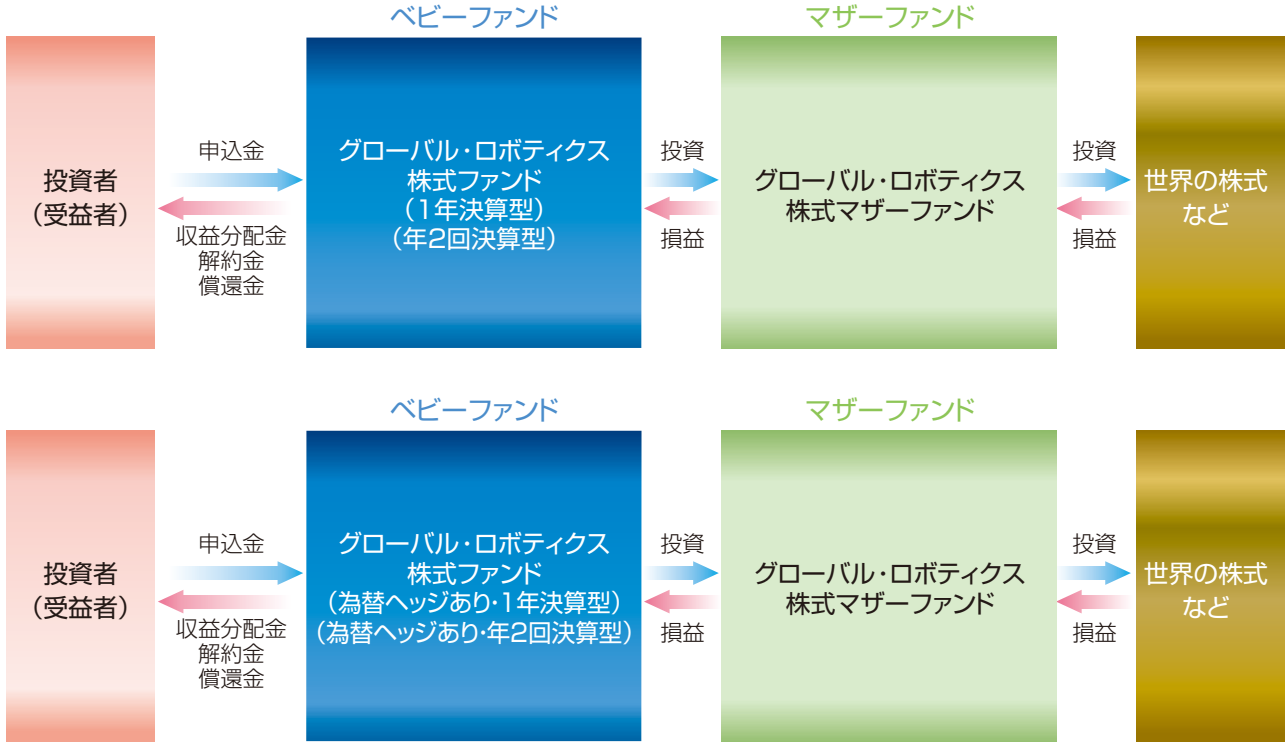 ベビーファンド
マザーファンド
投資者
（受益者）
申込金
収益分配金
解約金
償還金
グローバル・ロボティクス
株式ファンド
（1年決算型）
（年2回決算型）
投資
損益
グローバル・ロボティクス
株式マザーファンド
投資
損益
世界の株式
など
ベビーファンド
マザーファンド
投資者
（受益者）
申込金
収益分配金
解約金
償還金
グローバル・ロボティクス
株式ファンド
（為替ヘッジあり・1年決算型）
（為替ヘッジあり・年2回決算型）
投資
損益
グローバル・ロボティクス
株式マザーファンド
投資
損益
世界の株式
など